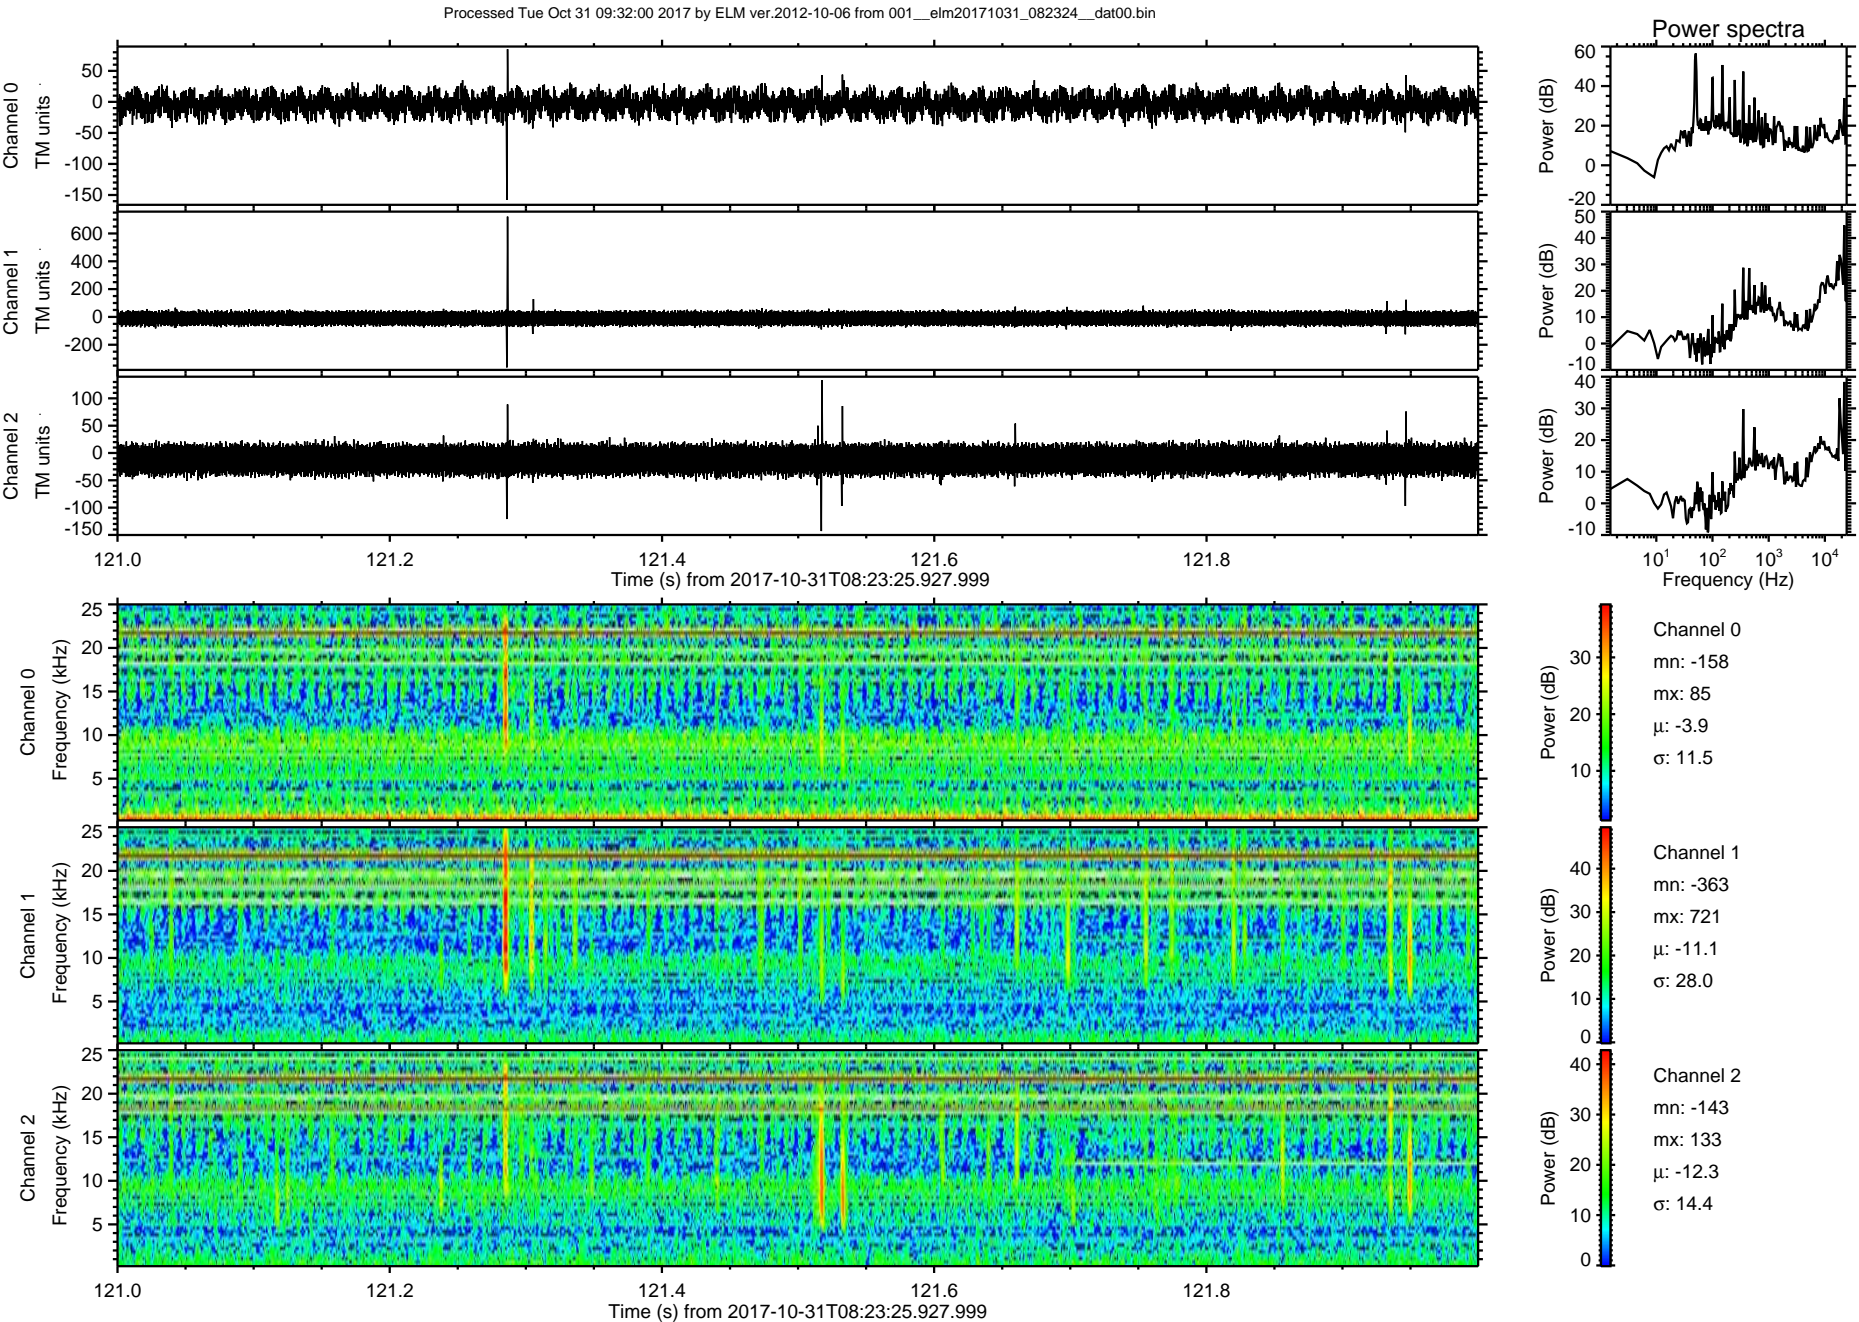 Processed Tue Oct 31 09:32:00 2017 by ELM ver.2012-10-06 from 001__elm20171031_082324__dat00.bin
Power spectra
Channel 0
TM units
50
0
-50
-100
-150
Power (dB)
60
40
20
0
-20
Channel 1
TM units
600
400
200
0
-200
Power (dB)
50
40
30
20
10
0
-10
Channel 2
TM units
100
50
0
-50
-100
-150
Power (dB)
40
30
20
10
0
-10
121.0 121.2 121.4 121.6 121.8
Time (s) from 2017-10-31T08:23:25.927.999
10¹ 10² 10³ 10⁴
Frequency (Hz)
Channel 0
Frequency (kHz)
25
20
15
10
5
Power (dB)
30
20
10
Channel 0
mn: -158
mx: 85
µ: -3.9
σ: 11.5
Channel 1
Frequency (kHz)
25
20
15
10
5
Power (dB)
40
30
20
10
0
Channel 1
mn: -363
mx: 721
µ: -11.1
σ: 28.0
Channel 2
Frequency (kHz)
25
20
15
10
5
Power (dB)
40
30
20
10
0
Channel 2
mn: -143
mx: 133
µ: -12.3
σ: 14.4
121.0 121.2 121.4 121.6 121.8
Time (s) from 2017-10-31T08:23:25.927.999